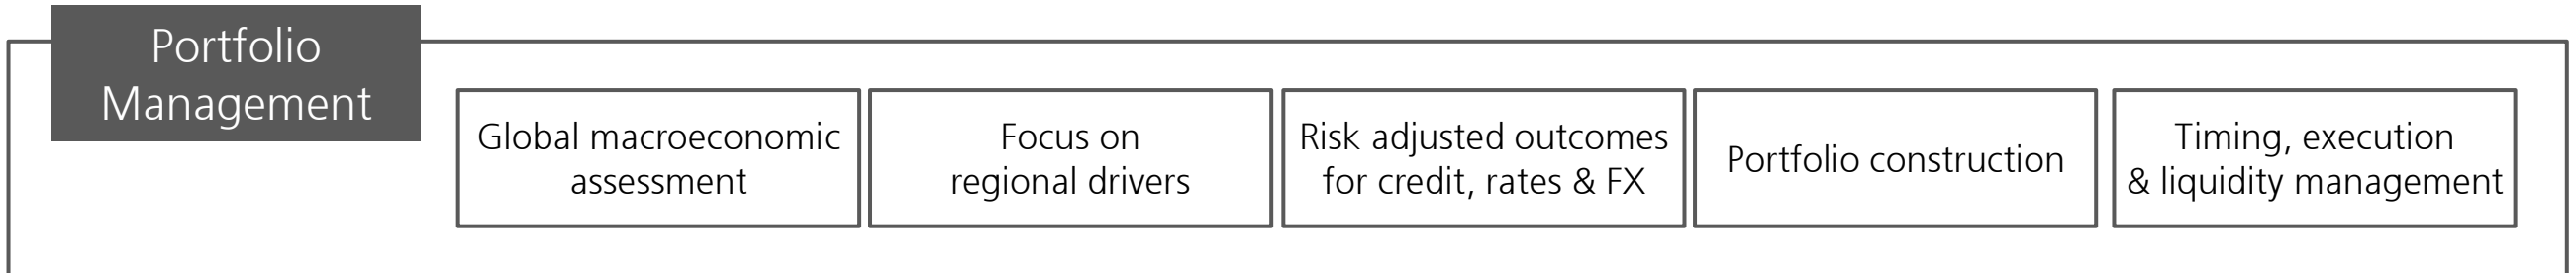 Portfolio
Management
Global macroeconomic
assessment
Focus on
regional drivers
Risk adjusted outcomes
for credit, rates & FX
Portfolio construction
Timing, execution
& liquidity management